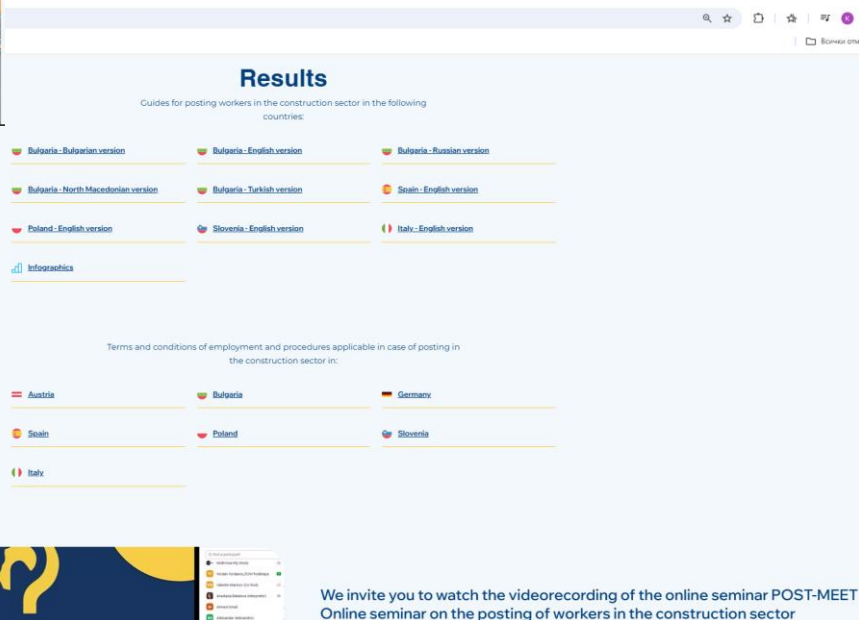 K
Всички отм
Results
Guides for posting workers in the construction sector in the following
countries:
Bulgaria - Bulgarian version
Bulgaria - English version
Bulgaria - Russian version
Bulgaria - North Macedonian version
Bulgaria - Turkish version
Spain - English version
Poland - English version
Slovenia - English version
Italy - English version
Infographics
Terms and conditions of employment and procedures applicable in case of posting in
the construction sector in:
Austria
Bulgaria
Germany
Spain
Poland
Slovenia
Italy
We invite you to watch the videorecording of the online seminar POST-MEET
Online seminar on the posting of workers in the construction sector